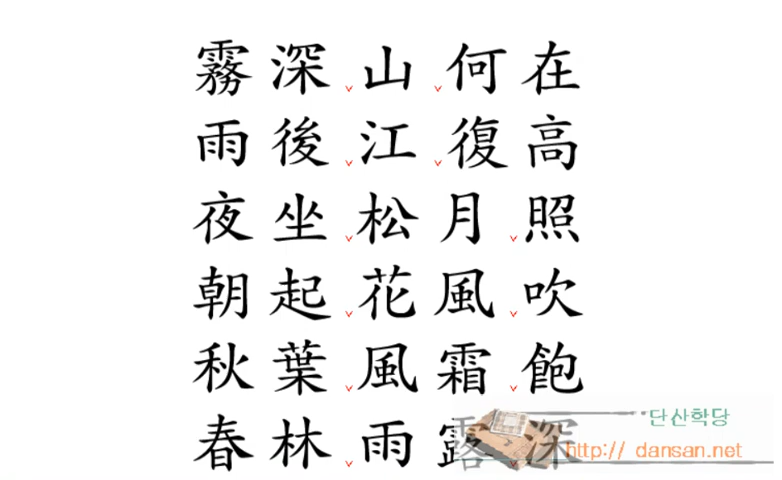 霧深山何在
雨後江復高
夜坐松月照
朝起花風吹
秋葉風霜飽
春林雨露深
단산학당
http:// dansan.net